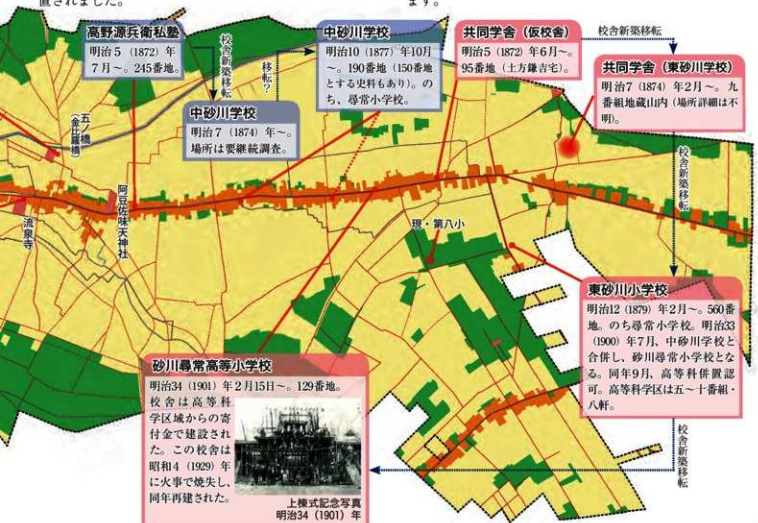 置されました。
ます。
高野源兵衛私塾
明治5（1872）年
7月～。245番地。
校舎新築移転
中砂川学校
明治7（1874）年～。
場所は要継続調査。
移転？
中砂川学校
明治10（1877）年10月
～。190番地（150番地
とする史料もあり）。の
ち、尋常小学校。
共同学舎（仮校舎）
明治5（1872）年6月～。
95番地（土方鎌吉宅）。
校舎新築移転
共同学舎（東砂川学校）
明治7（1874）年2月～。九
番組地蔵山内（場所詳細は不
明）。
校舎新築移転
五ノ橋
（金比羅橋）
阿豆佐味天神社
流泉寺
現・第八小
東砂川小学校
明治12（1879）年2月～。560番
地。のち尋常小学校。明治33
（1900）年7月、中砂川学校と
合併し、砂川尋常小学校とな
る。同年9月、高等科併置認
可。高等科学区は五～十番組・
八軒。
校舎新築移転
砂川尋常高等小学校
明治34（1901）年2月15日～。129番地。
校舎は高等科
学区域からの寄
付金で建設され
た。この校舎は
昭和4（1929）年
に火事で焼失し、
同年再建された。
上棟式記念写真
明治34（1901）年